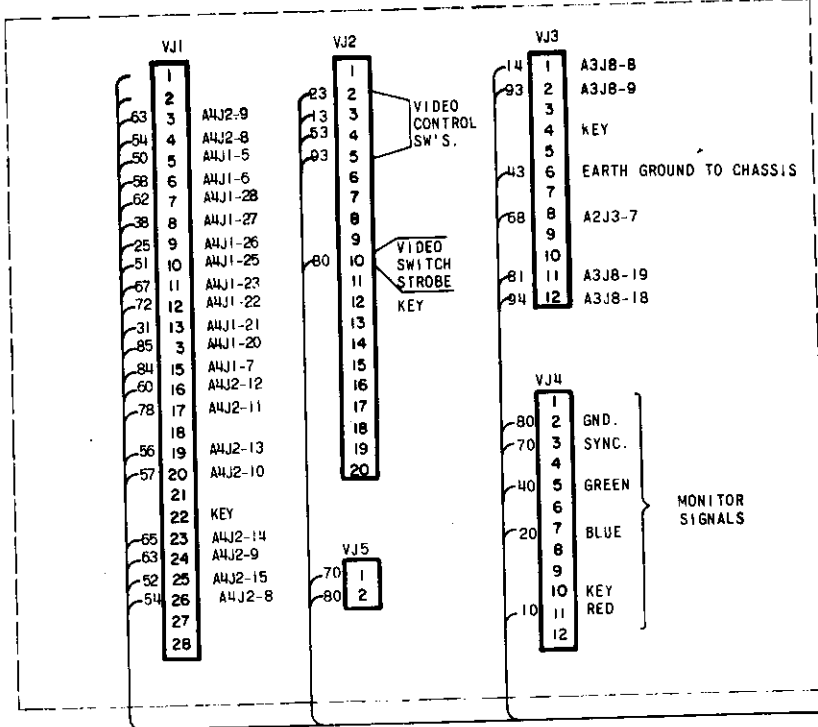 VJ1
1
2
63 3 A4J2-9
54 4 A4J2-8
50 5 A4J1-5
58 6 A4J1-6
62 7 A4J1-28
38 8 A4J1-27
25 9 A4J1-26
51 10 A4J1-25
67 11 A4J1-23
72 12 A4J1-22
31 13 A4J1-21
85 3 A4J1-20
84 15 A4J1-7
60 16 A4J2-12
78 17 A4J2-11
18
56 19 A4J2-13
57 20 A4J2-10
21
22 KEY
65 23 A4J2-14
63 24 A4J2-9
52 25 A4J2-15
54 26 A4J2-8
27
28
VJ2
1
23 2
13 3
53 4
93 5
6
7
8
9
80 10
11
12 KEY
13
14
15
16
17
18
19
20
VIDEO
CONTROL
SW'S.
VIDEO
SWITCH
STROBE
VJ5
70 1
80 2
VJ3
14 1 A3J8-8
93 2 A3J8-9
3
4 KEY
5
43 6 EARTH GROUND TO CHASSIS
7
68 8 A2J3-7
9
10
81 11 A3J8-19
94 12 A3J8-18
VJ4
1
80 2 GND.
70 3 SYNC.
4
40 5 GREEN
6
20 7 BLUE
8
9
10 KEY
10 11 RED
12
MONITOR
SIGNALS